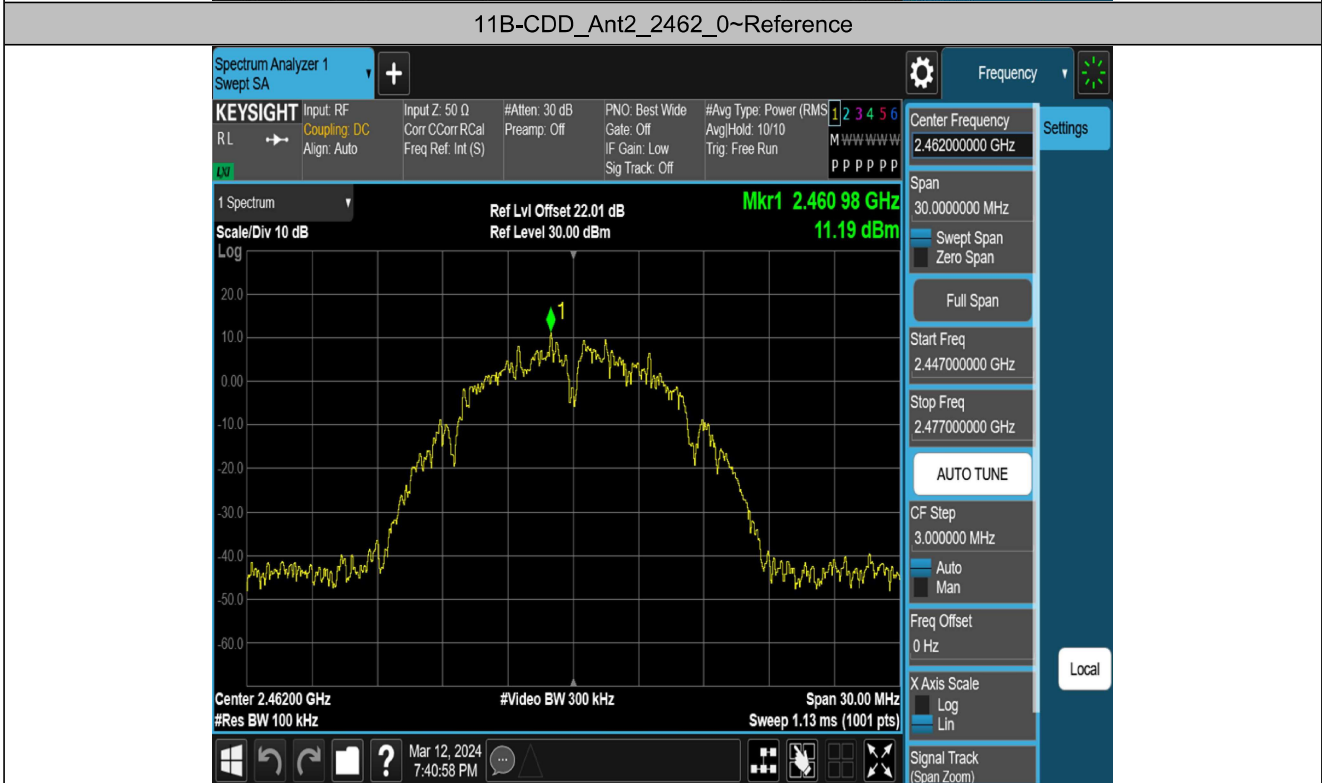 11B-CDD_Ant2_2462_0~Reference
Spectrum Analyzer 1
Swept SA
+
Frequency
KEYSIGHT
RL
LXI
Input: RF
Coupling: DC
Align: Auto
Input Z: 50 Ω
Corr CCorr RCal
Freq Ref: Int (S)
#Atten: 30 dB
Preamp: Off
PNO: Best Wide
Gate: Off
IF Gain: Low
Sig Track: Off
#Avg Type: Power (RMS
Avg|Hold: 10/10
Trig: Free Run
1 2 3 4 5 6
M W W W W W
P P P P P P
1 Spectrum
Scale/Div 10 dB
Log
Ref Lvl Offset 22.01 dB
Ref Level 30.00 dBm
Mkr1 2.460 98 GHz
11.19 dBm
1
20.0
10.0
0.00
-10.0
-20.0
-30.0
-40.0
-50.0
-60.0
Center 2.46200 GHz
#Res BW 100 kHz
#Video BW 300 kHz
Span 30.00 MHz
Sweep 1.13 ms (1001 pts)
Center Frequency
2.462000000 GHz
Settings
Span
30.0000000 MHz
Swept Span
Zero Span
Full Span
Start Freq
2.447000000 GHz
Stop Freq
2.477000000 GHz
AUTO TUNE
CF Step
3.000000 MHz
Auto
Man
Freq Offset
0 Hz
X Axis Scale
Log
Lin
Local
Signal Track
(Span Zoom)
?
Mar 12, 2024
7:40:58 PM